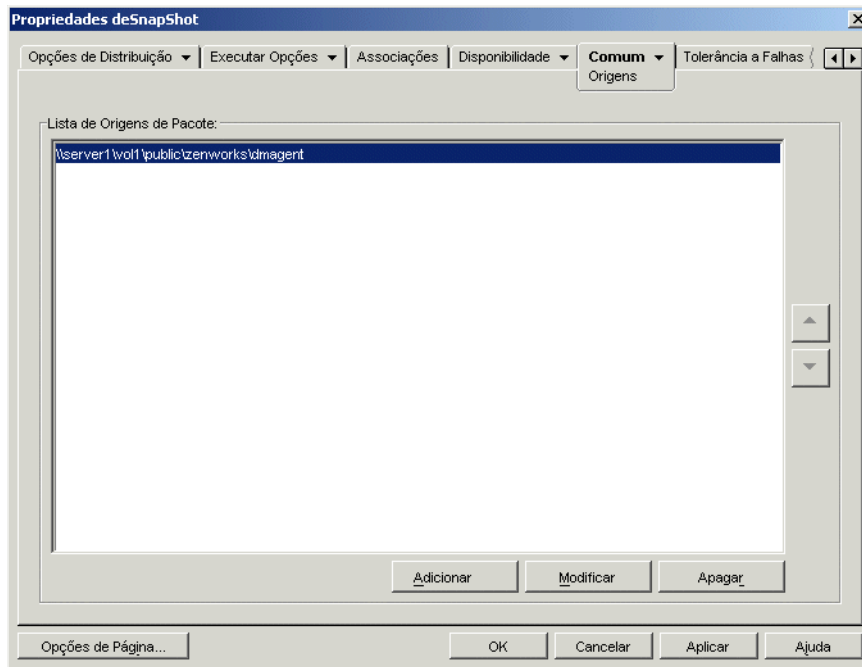 Propriedades deSnapShot
Opções de Distribuição Executar Opções Associações Disponibilidade Comum Tolerância a Falhas
Origens
Lista de Origens de Pacote:
\\server1\vol1\public\zenworks\dmagent
Adicionar Modificar Apagar
Opções de Página... OK Cancelar Aplicar Ajuda